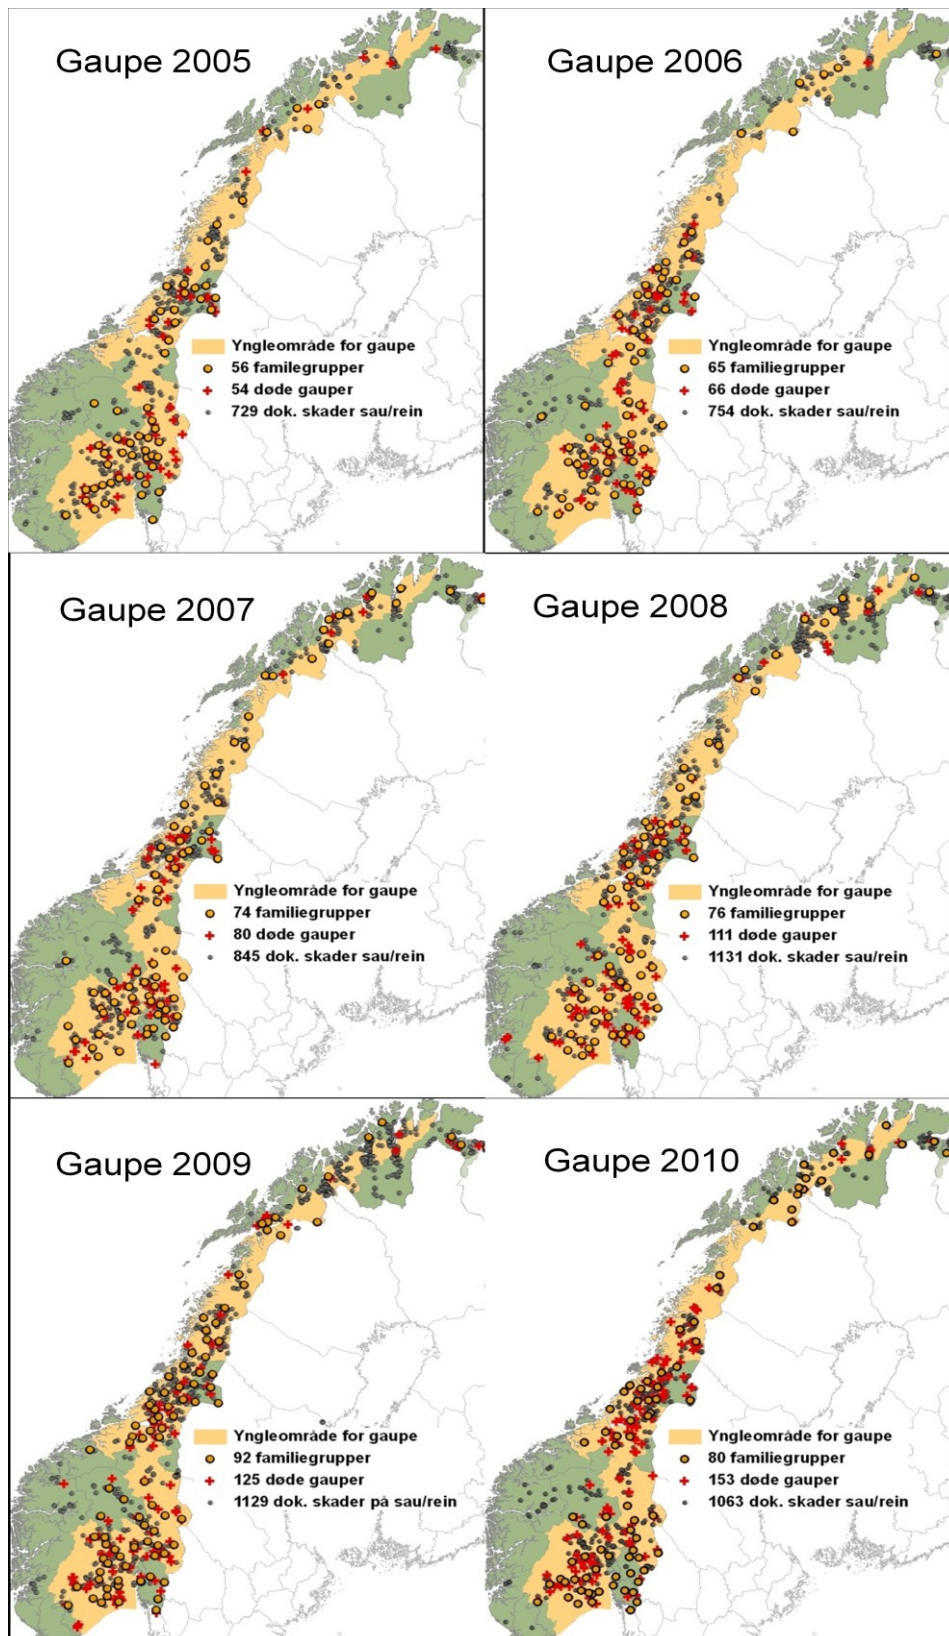 Gaupe 2005
Yngleområde for gaupe
56 familegrupper
54 døde gauper
729 dok. skader sau/rein
Gaupe 2006
Yngleområde for gaupe
65 familiegrupper
66 døde gauper
754 dok. skader sau/rein
Gaupe 2007
Yngleområde for gaupe
74 familiegrupper
80 døde gauper
845 dok. skader sau/rein
Gaupe 2008
Yngleområde for gaupe
76 familiegrupper
111 døde gauper
1131 dok. skader sau/rein
Gaupe 2009
Yngleområde for gaupe
92 familiegrupper
125 døde gauper
1129 dok. skader på sau/rein
Gaupe 2010
Yngleområde for gaupe
80 familiegrupper
153 døde gauper
1063 dok. skader sau/rein